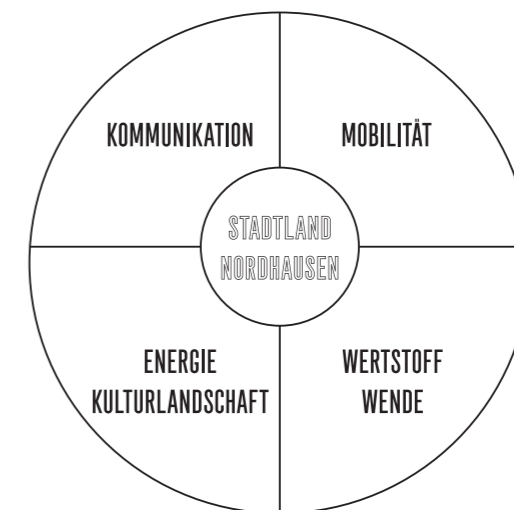 KOMMUNIKATION
MOBILITÄT
STADTLAND
NORDHAUSEN
ENERGIE
KULTURLANDSCHAFT
WERTSTOFF
WENDE